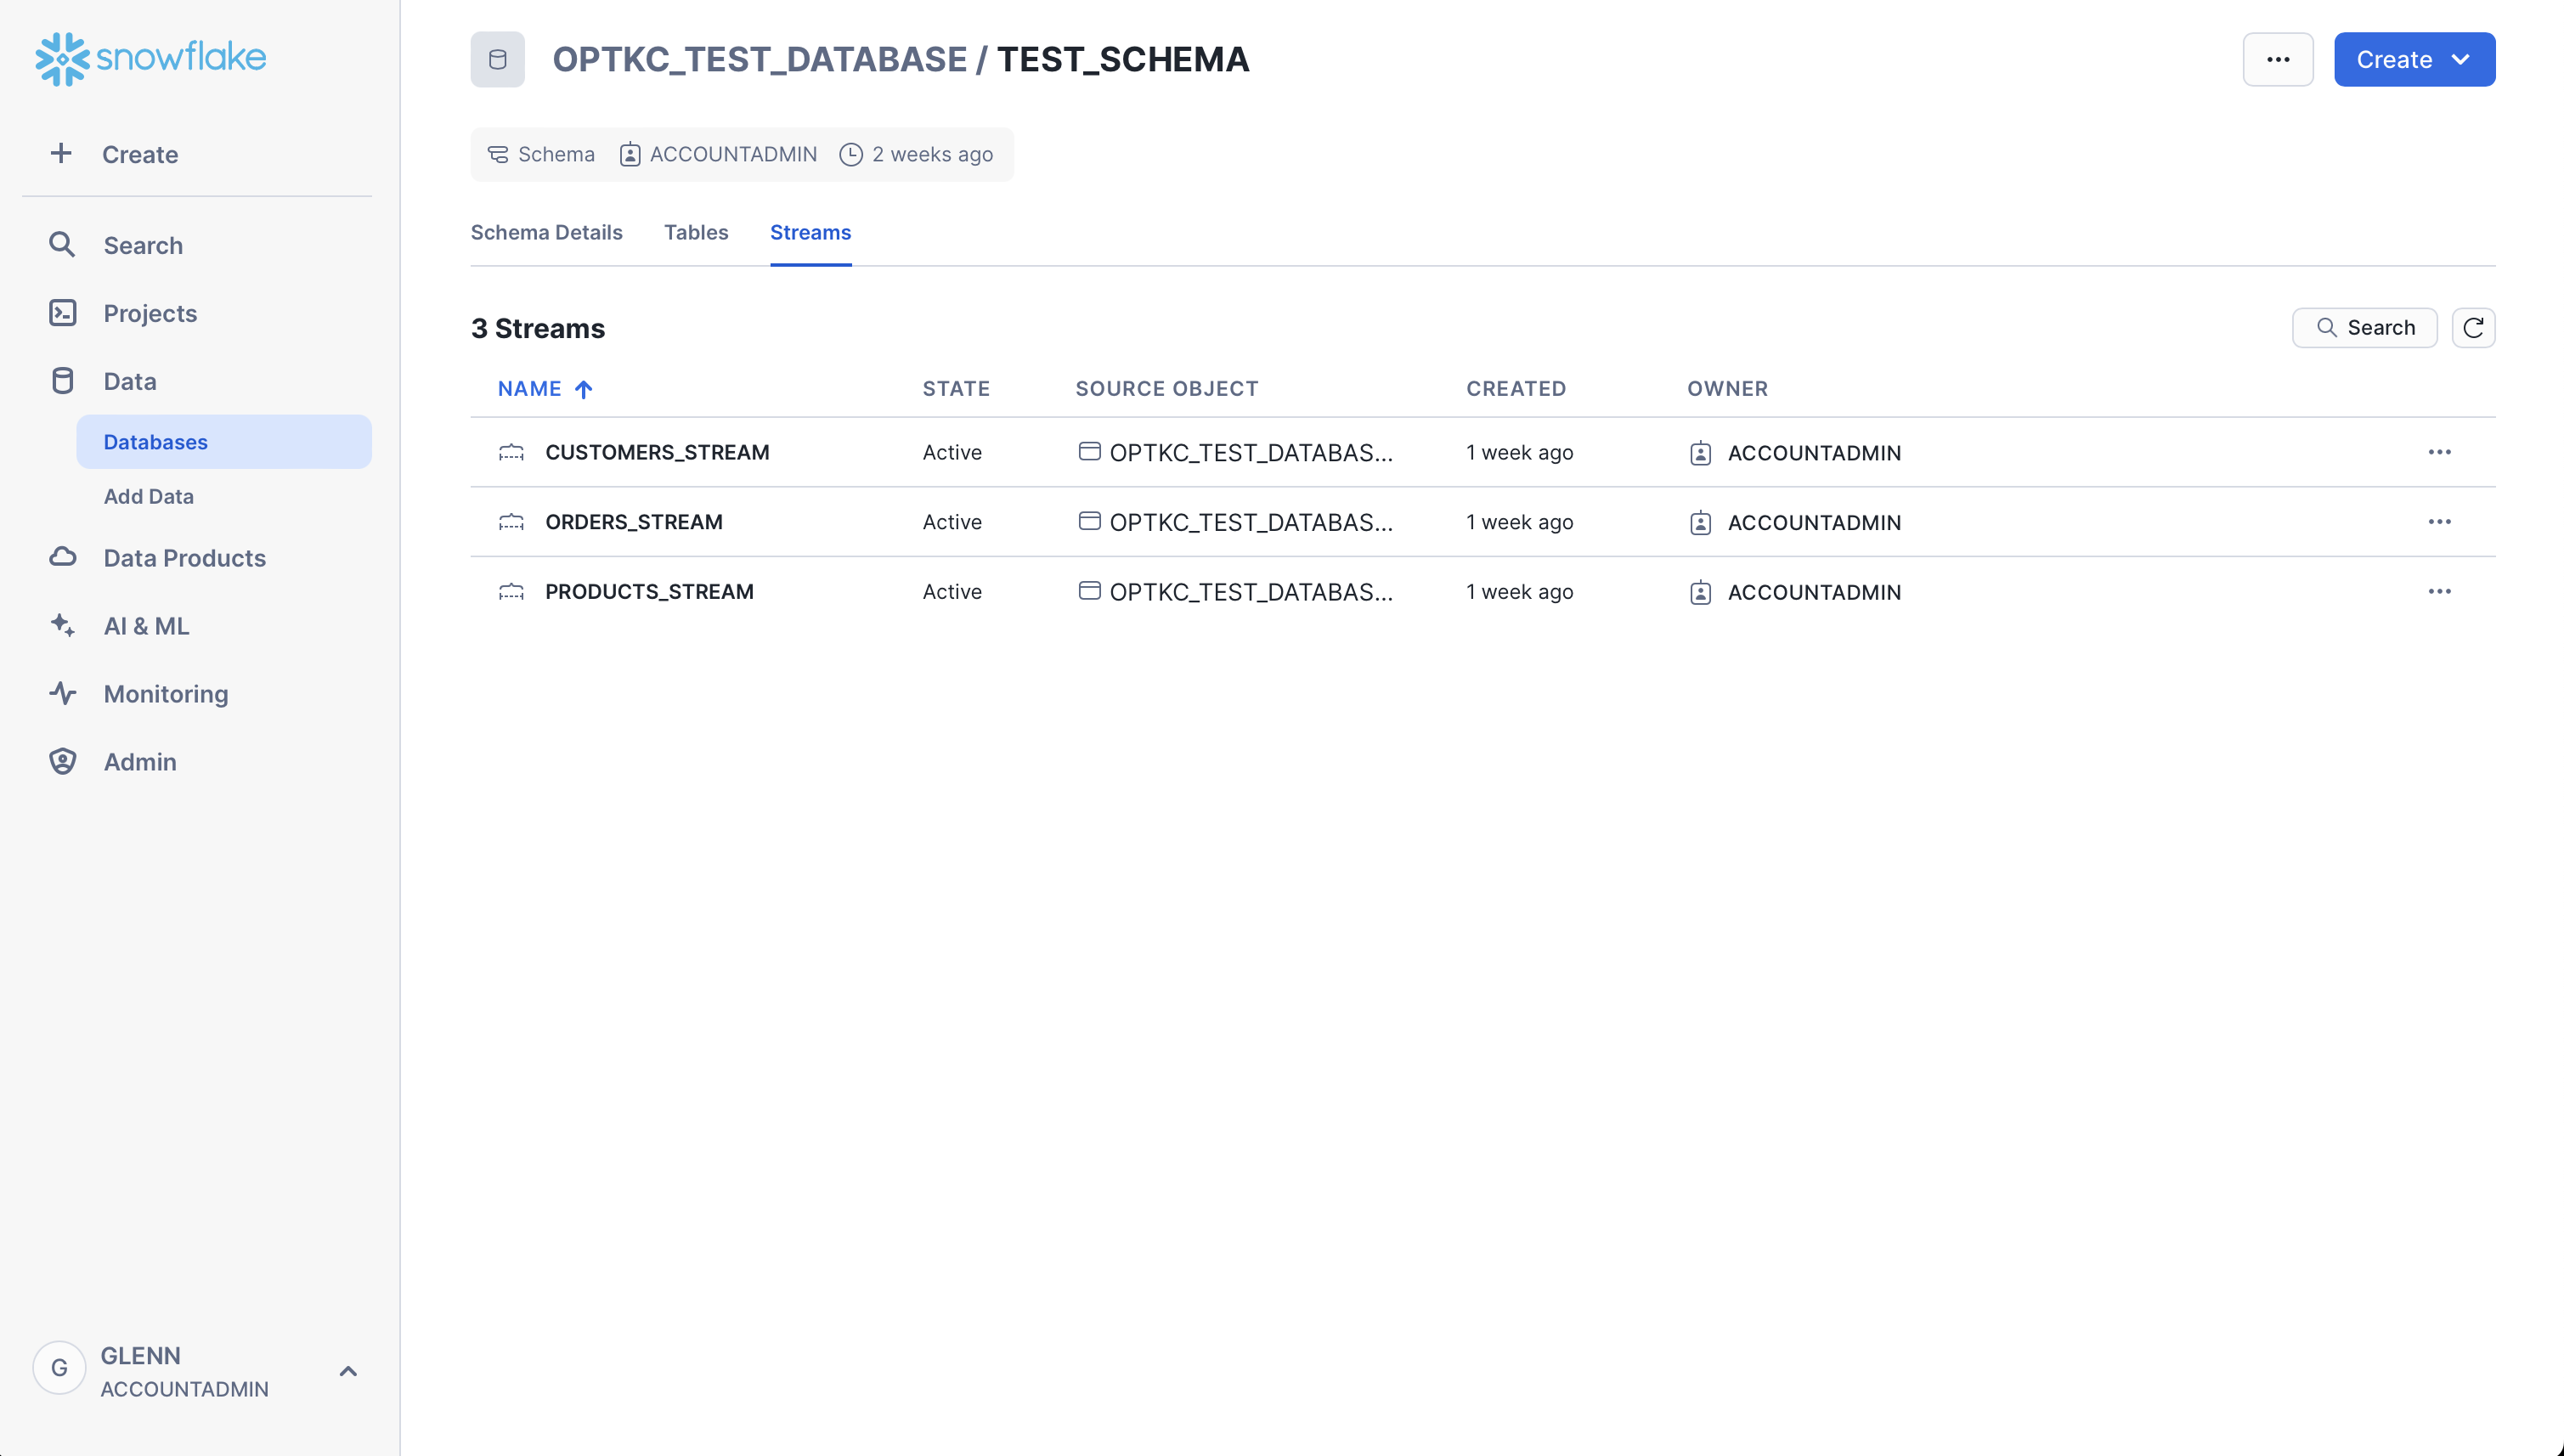 snowflake
Create
Search
Projects
Data
Databases
Add Data
Data Products
AI & ML
Monitoring
Admin
G
GLENN
ACCOUNTADMIN
OPTKC_TEST_DATABASE / TEST_SCHEMA
... Create
Schema ACCOUNTADMIN 2 weeks ago
Schema Details Tables Streams
3 Streams
Search
NAME STATE SOURCE OBJECT CREATED OWNER
CUSTOMERS_STREAM Active OPTKC_TEST_DATABAS... 1 week ago ACCOUNTADMIN ...
ORDERS_STREAM Active OPTKC_TEST_DATABAS... 1 week ago ACCOUNTADMIN ...
PRODUCTS_STREAM Active OPTKC_TEST_DATABAS... 1 week ago ACCOUNTADMIN ...